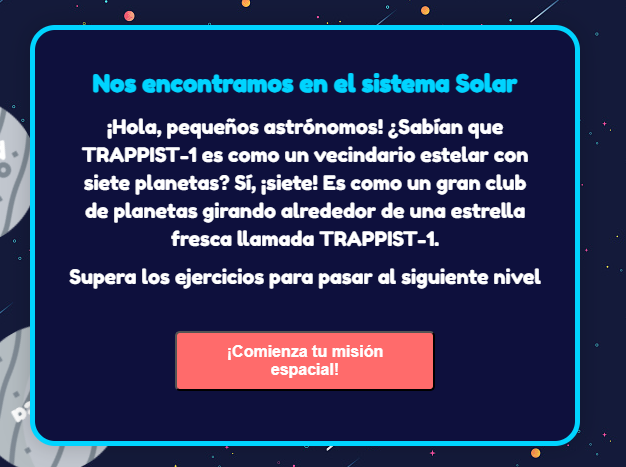 Nos encontramos en el sistema Solar
¡Hola, pequeños astrónomos! ¿Sabían que
TRAPPIST-1 es como un vecindario estelar con
siete planetas? Sí, ¡siete! Es como un gran club
de planetas girando alrededor de una estrella
fresca llamada TRAPPIST-1.
Supera los ejercicios para pasar al siguiente nivel
¡Comienza tu misión
espacial!